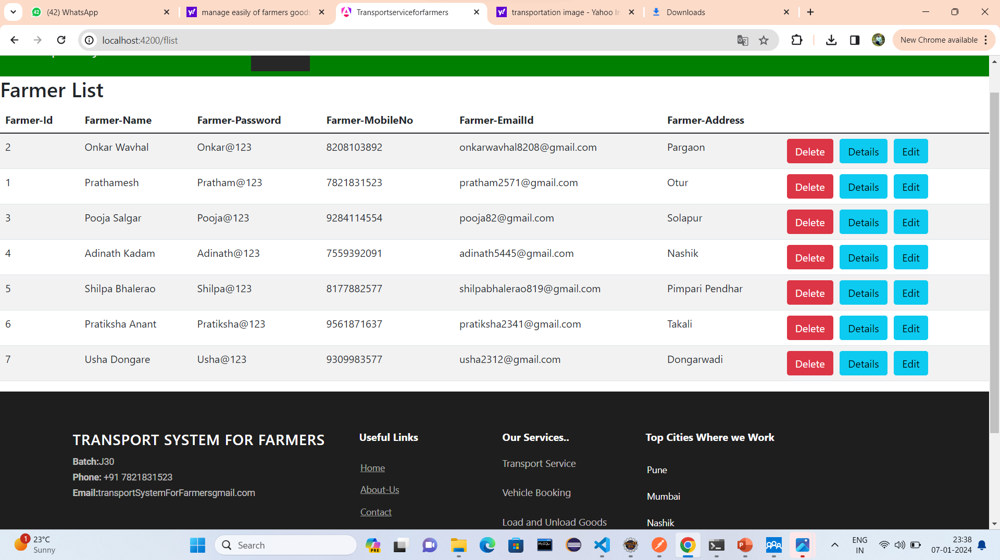 (42) WhatsApp
manage easily of farmers goods
Transportserviceforfarmers
transportation image - Yahoo In
Downloads
localhost:4200/flist
New Chrome available
Farmer List
Farmer-Id Farmer-Name Farmer-Password Farmer-MobileNo Farmer-EmailId Farmer-Address
2 Onkar Wavhal Onkar@123 8208103892 onkarwavhal8208@gmail.com Pargaon Delete Details Edit
1 Prathamesh Pratham@123 7821831523 pratham2571@gmail.com Otur Delete Details Edit
3 Pooja Salgar Pooja@123 9284114554 pooja82@gmail.com Solapur Delete Details Edit
4 Adinath Kadam Adinath@123 7559392091 adinath5445@gmail.com Nashik Delete Details Edit
5 Shilpa Bhalerao Shilpa@123 8177882577 shilpabhalerao819@gmail.com Pimpari Pendhar Delete Details Edit
6 Pratiksha Anant Pratiksha@123 9561871637 pratiksha2341@gmail.com Takali Delete Details Edit
7 Usha Dongare Usha@123 9309983577 usha2312@gmail.com Dongarwadi Delete Details Edit
TRANSPORT SYSTEM FOR FARMERS
Batch:J30
Phone: +91 7821831523
Email:transportSystemForFarmersgmail.com
Useful Links
Home
About-Us
Contact
Our Services..
Transport Service
Vehicle Booking
Load and Unload Goods
Top Cities Where we Work
Pune
Mumbai
Nashik
1
23°C
Sunny
Search
PRE
ENG
IN
23:38
07-01-2024